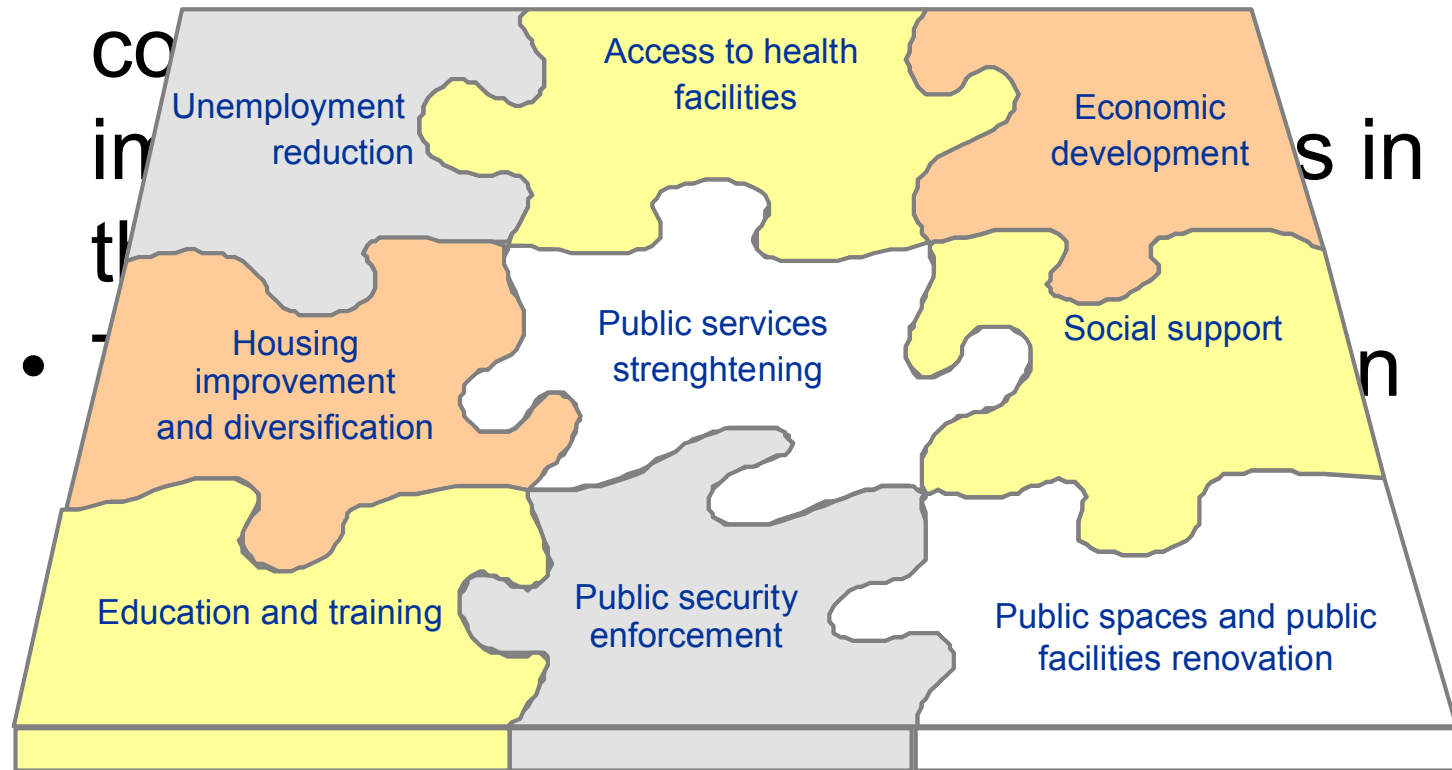 Unemployment
reduction
Access to health
facilities
Economic
development
s in
Housing
improvement
and diversification
Public services
strenghtening
Social support
•
n
Education and training
Public security
enforcement
Public spaces and public
facilities renovation